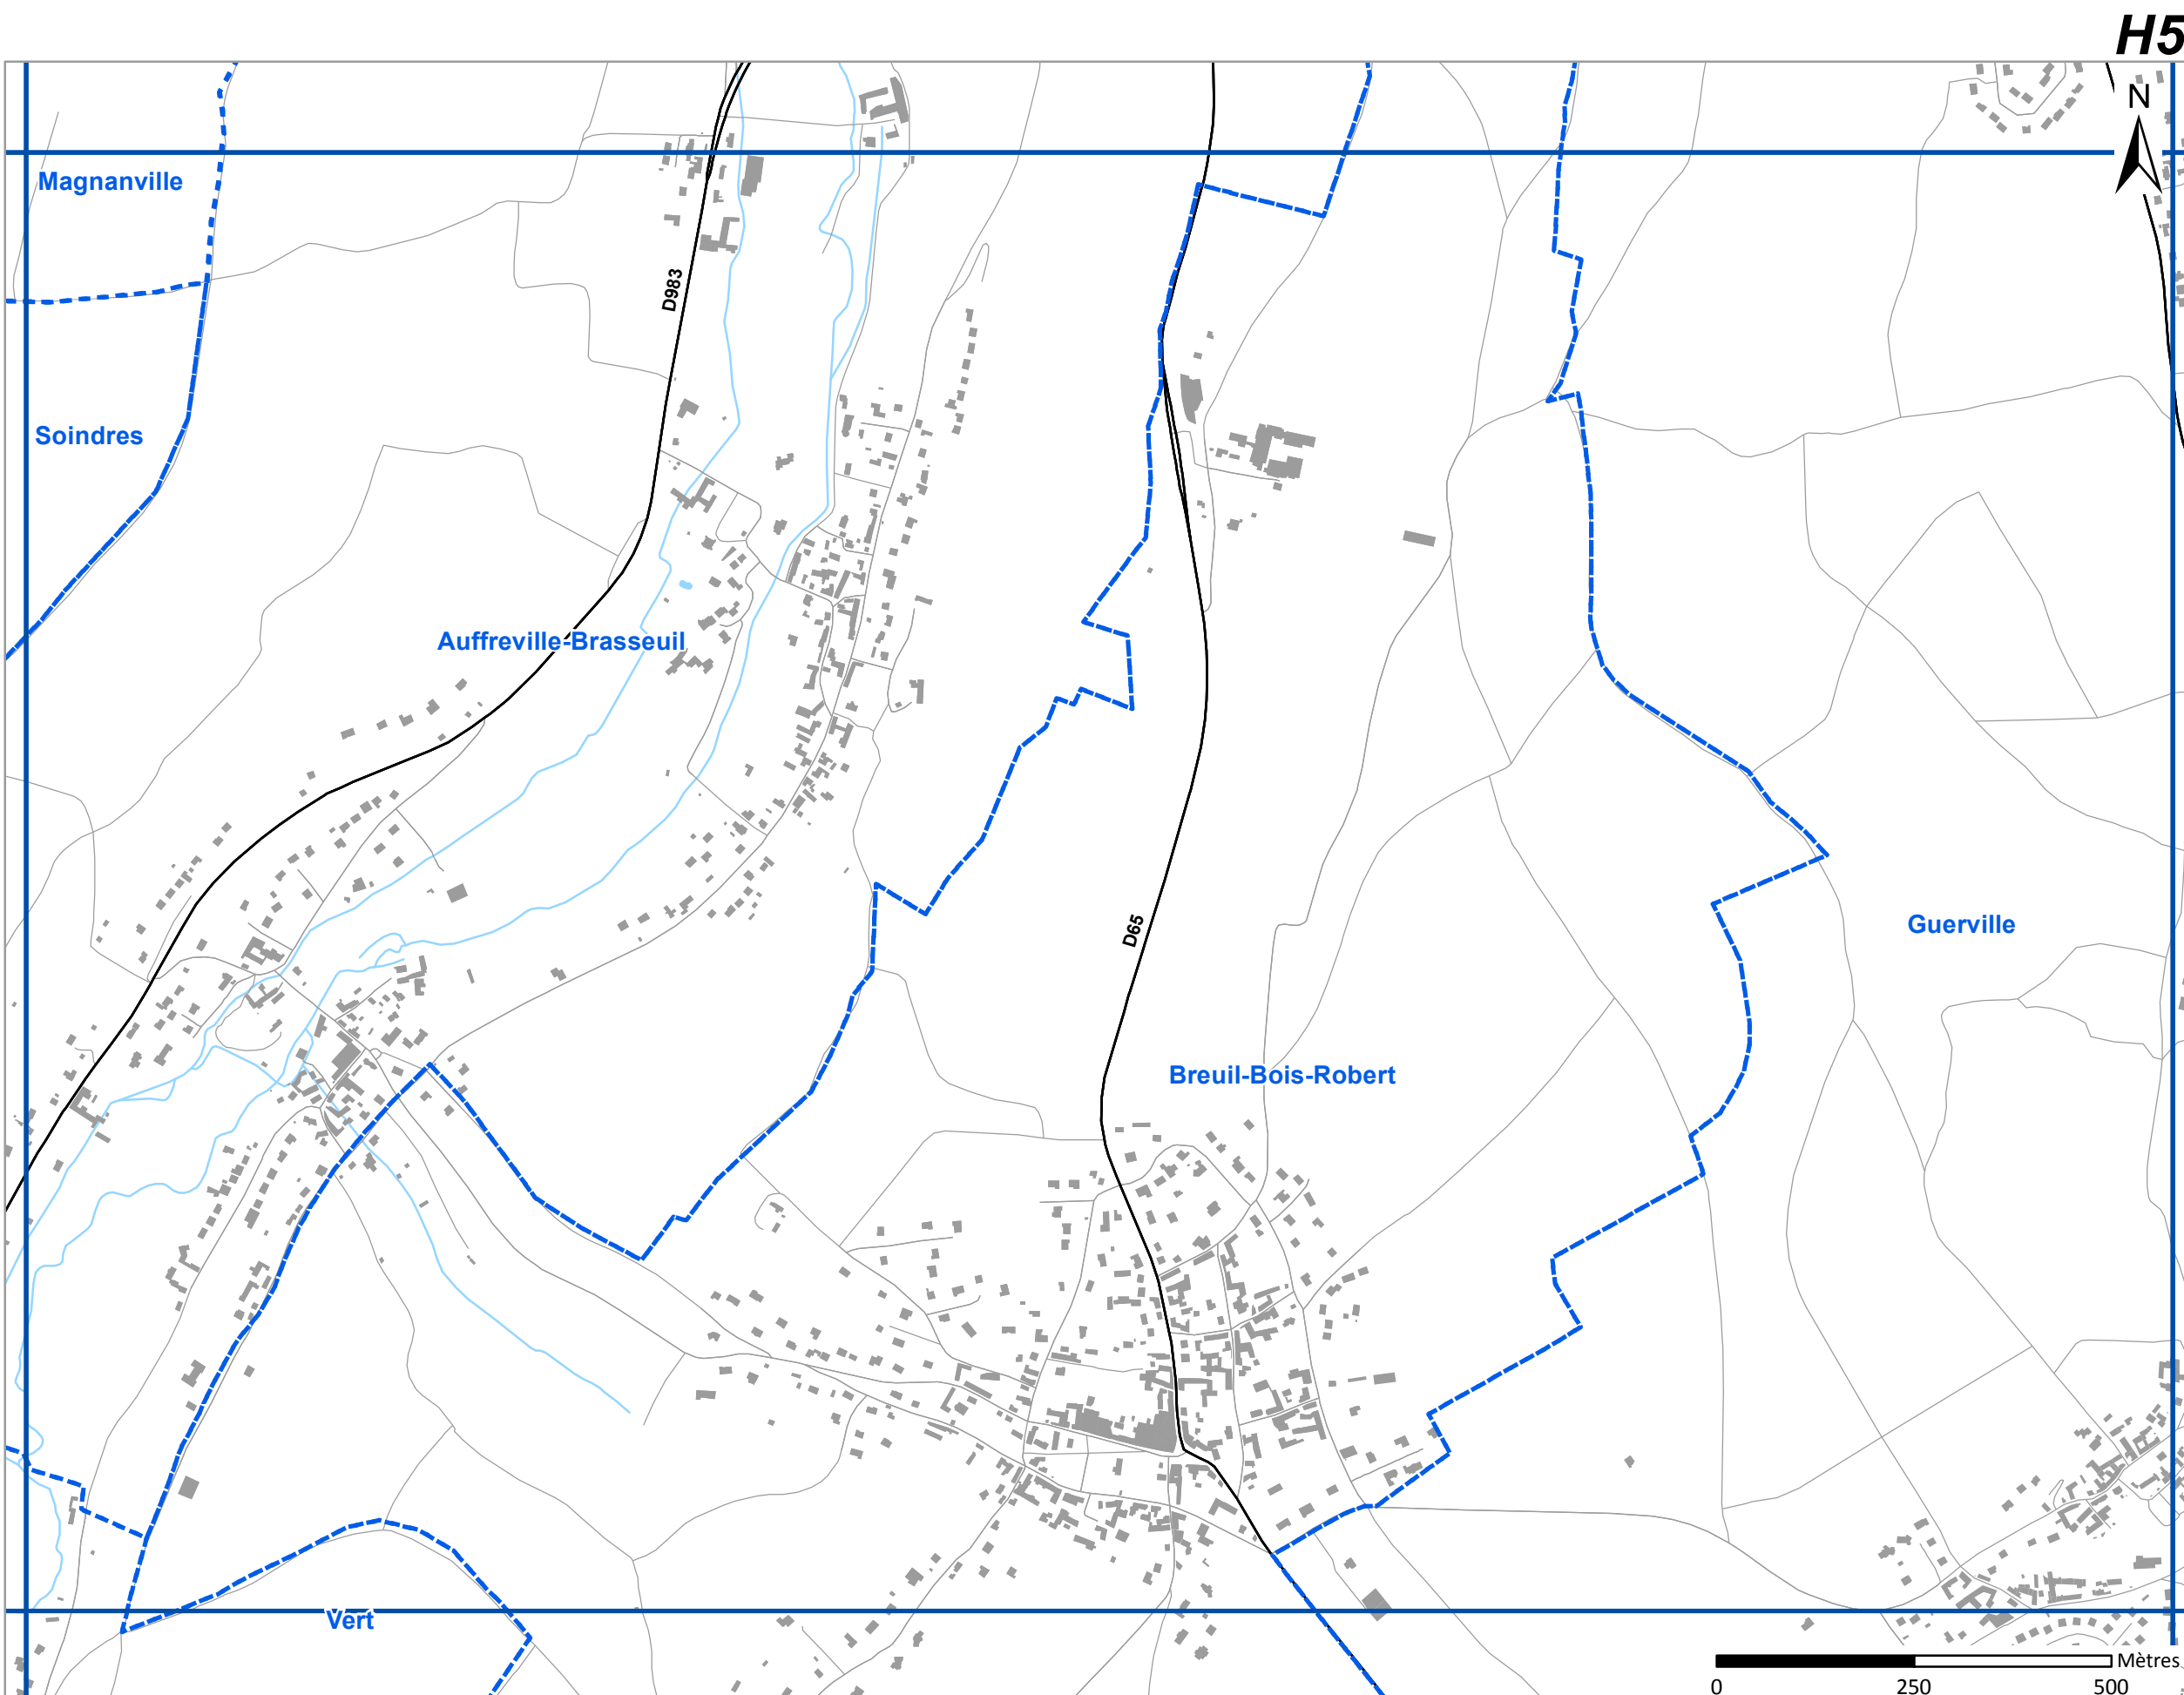 H5
N
Magnanville
D983
Soindres
Auffreville-Brasseuil
D65
Guerville
Breuil-Bois-Robert
Vert
Mètres
0 250 500